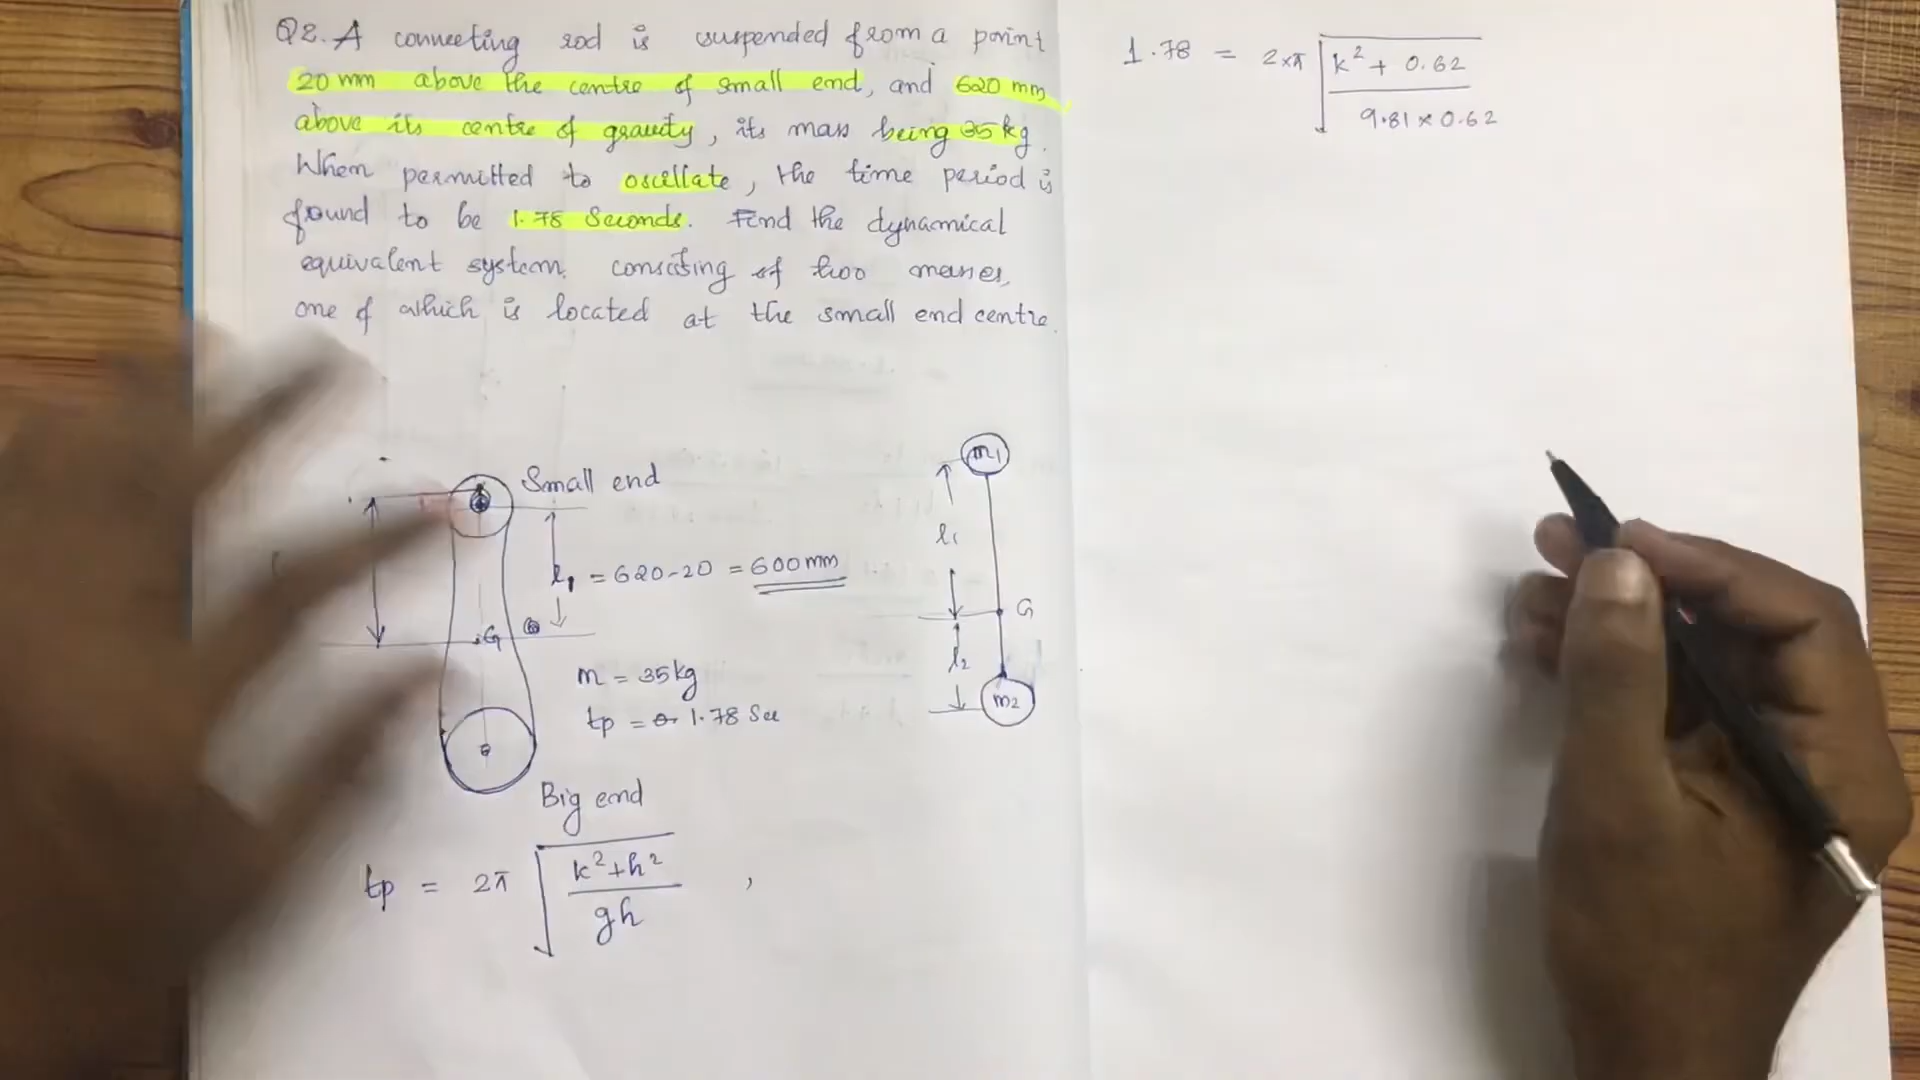 Q2. A connecting rod is suspended from a point
20 mm above the centre of small end, and 620 mm
above its centre of gravity, its mass being 35 kg.
When permitted to oscillate, the time period is
found to be 1.78 Seconds. Find the dynamical
equivalent system consisting of two masses,
one of which is located at the small end centre.
Small end
l1 = 620-20 = 600mm
G
m = 35kg
tp = 1.78 Sec
Big end
tp = 2π √((k²+h²)/(gh)) ,
m1
l1
G
l2
m2
1.78 = 2×π √((k² + 0.62)/(9.81 × 0.62))